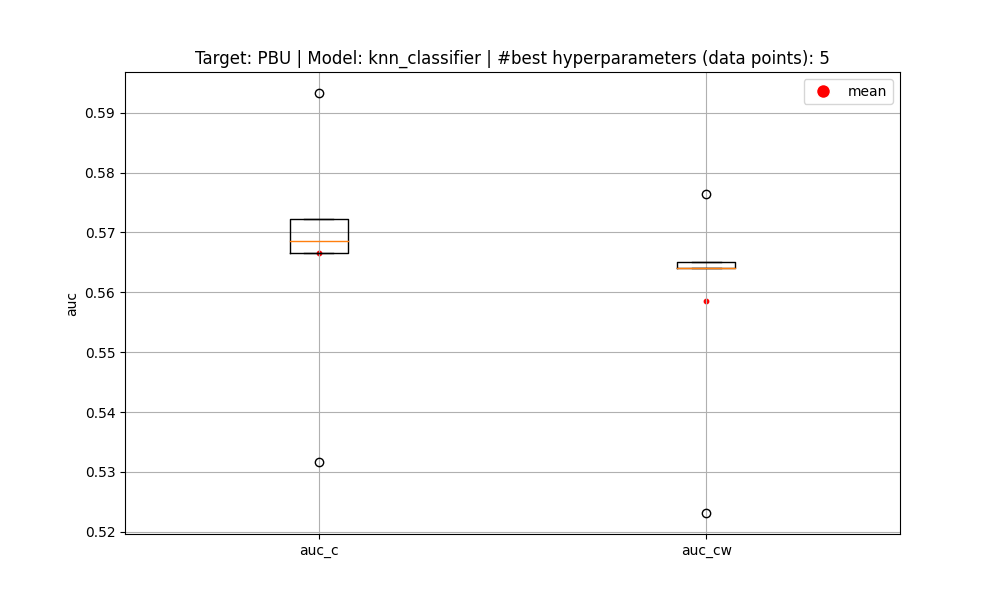 Target: PBU | Model: knn_classifier | #best hyperparameters (data points): 5
mean
0.59
0.58
0.57
0.56
0.55
0.54
0.53
0.52
auc
auc_c
auc_cw